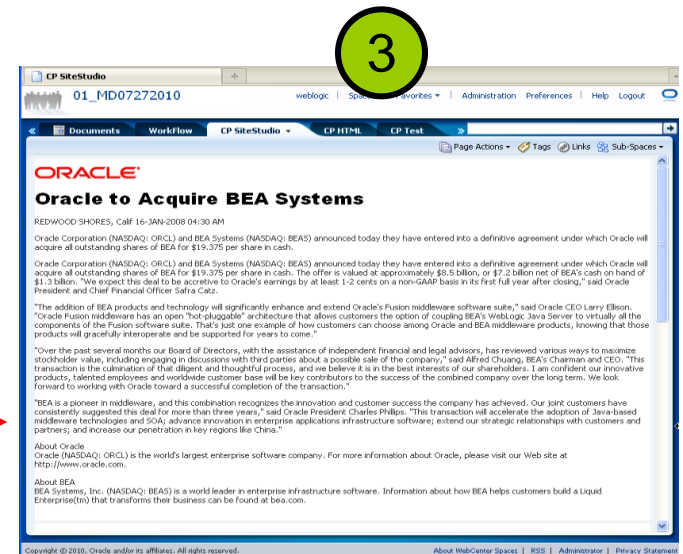 3
CP SiteStudio
01_MD07272010
weblogic | Spaces Favorites | Administration Preferences | Help Logout
« Documents WorkFlow CP SiteStudio CP HTML CP Test »
Page Actions Tags Links Sub-Spaces
ORACLE
Oracle to Acquire BEA Systems
REDWOOD SHORES, Calif 16-JAN-2008 04:30 AM
Oracle Corporation (NASDAQ: ORCL) and BEA Systems (NASDAQ: BEAS) announced today they have entered into a definitive agreement under which Oracle will
acquire all outstanding shares of BEA for $19.375 per share in cash.
Oracle Corporation (NASDAQ: ORCL) and BEA Systems (NASDAQ: BEAS) announced today they have entered into a definitive agreement under which Oracle will
acquire all outstanding shares of BEA for $19.375 per share in cash. The offer is valued at approximately $8.5 billion, or $7.2 billion net of BEA's cash on hand of
$1.3 billion. "We expect this deal to be accretive to Oracle's earnings by at least 1-2 cents on a non-GAAP basis in its first full year after closing," said Oracle
President and Chief Financial Officer Safra Catz.
"The addition of BEA products and technology will significantly enhance and extend Oracle's Fusion middleware software suite," said Oracle CEO Larry Ellison.
"Oracle Fusion middleware has an open "hot-pluggable" architecture that allows customers the option of coupling BEA's WebLogic Java Server to virtually all the
components of the Fusion software suite. That's just one example of how customers can choose among Oracle and BEA middleware products, knowing that those
products will gracefully interoperate and be supported for years to come."
"Over the past several months our Board of Directors, with the assistance of independent financial and legal advisors, has reviewed various ways to maximize
stockholder value, including engaging in discussions with third parties about a possible sale of the company," said Alfred Chuang, BEA's Chairman and CEO. "This
transaction is the culmination of that diligent and thoughtful process, and we believe it is in the best interests of our shareholders. I am confident our innovative
products, talented employees and worldwide customer base will be key contributors to the success of the combined company over the long term. We look
forward to working with Oracle toward a successful completion of the transaction."
"BEA is a pioneer in middleware, and this combination recognizes the innovation and customer success the company has achieved. Our joint customers have
consistently suggested this deal for more than three years," said Oracle President Charles Phillips. "This transaction will accelerate the adoption of Java-based
middleware technologies and SOA; advance innovation in enterprise applications infrastructure software; extend our strategic relationships with customers and
partners; and increase our penetration in key regions like China."
About Oracle
Oracle (NASDAQ: ORCL) is the world's largest enterprise software company. For more information about Oracle, please visit our Web site at
http://www.oracle.com.
About BEA
BEA Systems, Inc. (NASDAQ: BEAS) is a world leader in enterprise infrastructure software. Information about how BEA helps customers build a Liquid
Enterprise(tm) that transforms their business can be found at bea.com.
Copyright © 2010, Oracle and/or its affiliates. All rights reserved.
About WebCenter Spaces | RSS | Administrator | Privacy Statement